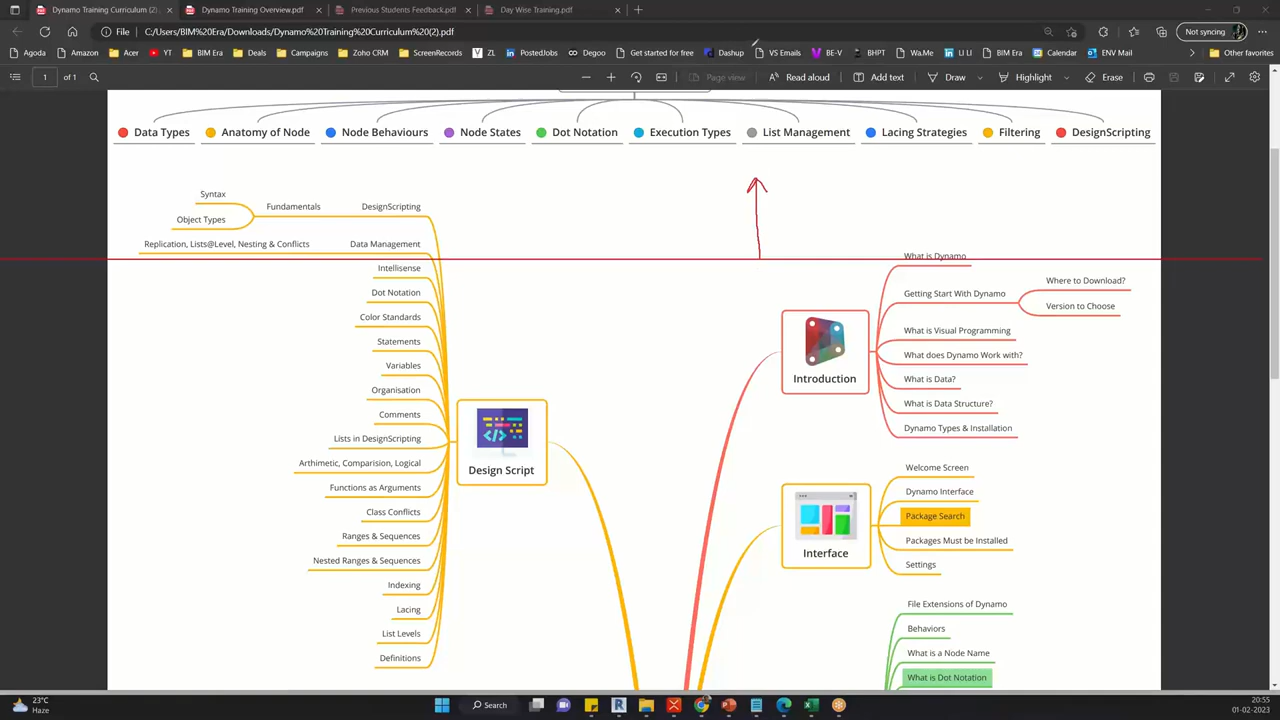 Dynamo Training Curriculum (2).
Dynamo Training Overview.pdf
Previous Students Feedback.pdf
Day Wise Training.pdf
File
C:/Users/BIM%20Era/Downloads/Dynamo%20Training%20Curriculum%20(2).pdf
Not syncing
Agoda
Amazon
Acer
YT
BIM Era
Deals
Campaigns
Zoho CRM
ScreenRecords
ZL
PostedJobs
Degoo
Get started for free
Dashup
VS Emails
BE-V
BHPT
Wa.Me
LI LI
BIM Era
Calendar
ENV Mail
Other favorites
1 of 1
Page view
Read aloud
Add text
Draw
Highlight
Erase
Data Types
Anatomy of Node
Node Behaviours
Node States
Dot Notation
Execution Types
List Management
Lacing Strategies
Filtering
DesignScripting
Syntax
Object Types
Fundamentals
DesignScripting
Replication, Lists@Level, Nesting & Conflicts
Data Management
Intellisense
Dot Notation
Color Standards
Statements
Variables
Organisation
Comments
Lists in DesignScripting
Arthimetic, Comparision, Logical
Functions as Arguments
Class Conflicts
Ranges & Sequences
Nested Ranges & Sequences
Indexing
Lacing
List Levels
Definitions
Design Script
Introduction
What is Dynamo
Getting Start With Dynamo
Where to Download?
Version to Choose
What is Visual Programming
What does Dynamo Work with?
What is Data?
What is Data Structure?
Dynamo Types & Installation
Interface
Welcome Screen
Dynamo Interface
Package Search
Packages Must be Installed
Settings
File Extensions of Dynamo
Behaviors
What is a Node Name
What is Dot Notation
23°C
Haze
Search
20:55
01-02-2023